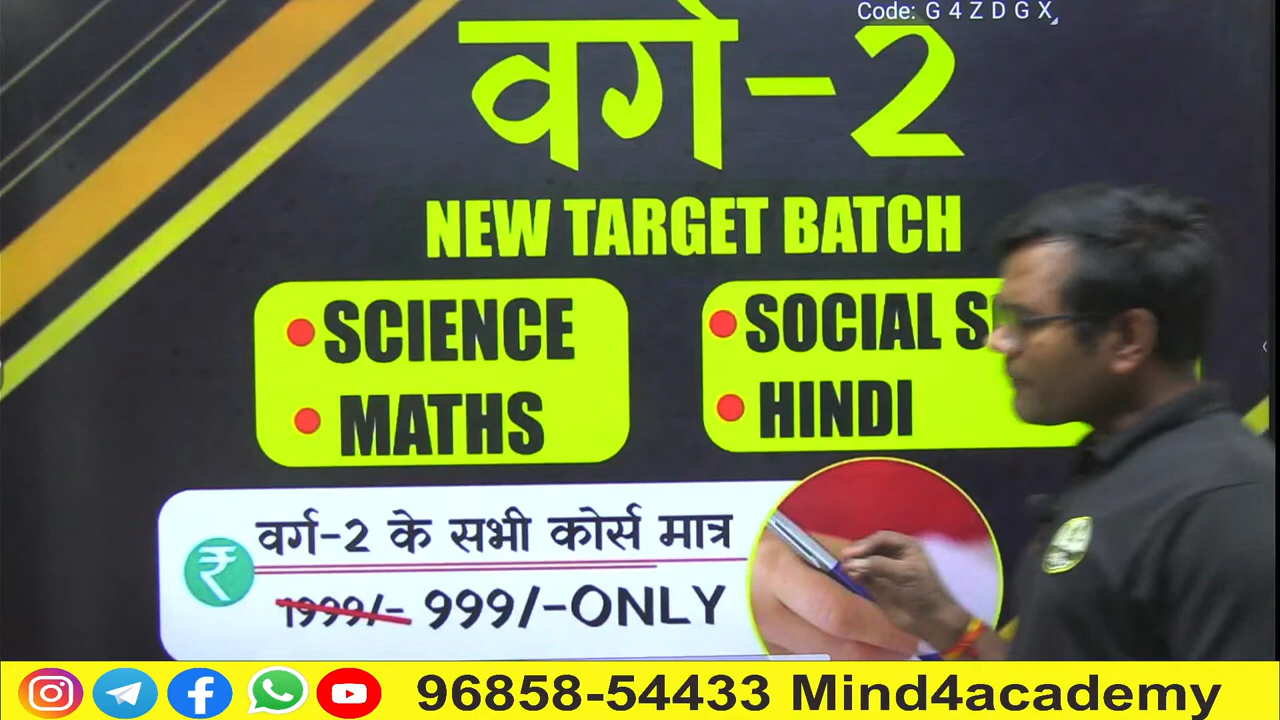 Code: G 4 Z D G X
वर्ग-2
NEW TARGET BATCH
SCIENCE
MATHS
SOCIAL
HINDI
वर्ग-2 के सभी कोर्स मात्र
1999/- 999/-ONLY
96858-54433 Mind4academy